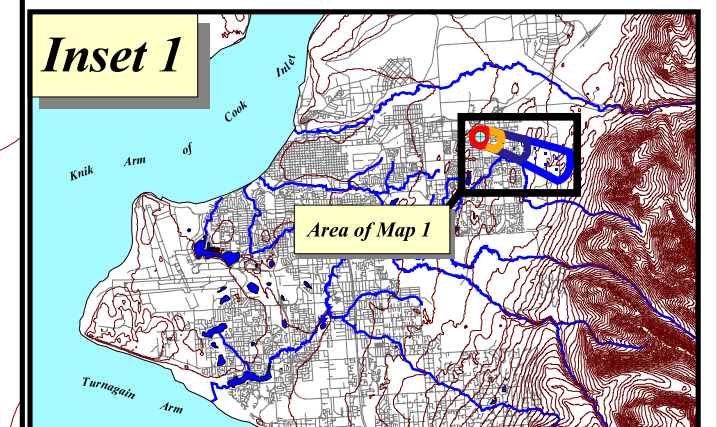 Inset 1
Knik Arm of Cook Inlet
Area of Map 1
Turnagain Arm